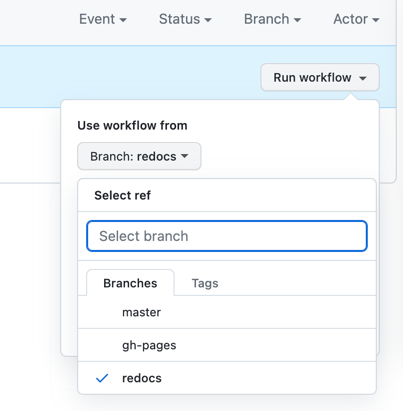 Event Status Branch Actor
Run workflow
Use workflow from
Branch: redocs
Select ref
Select branch
Branches Tags
master
gh-pages
redocs